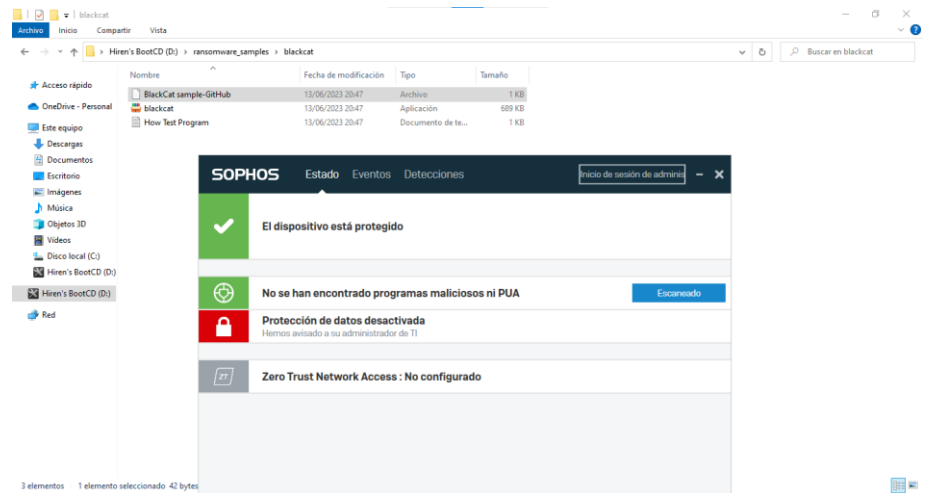 blackcat
Archivo Inicio Compartir Vista
Hiren's BootCD (D:) > ransomware_samples > blackcat
Buscar en blackcat
Nombre Fecha de modificación Tipo Tamaño
BlackCat sample-GitHub 13/06/2023 20:47 Archivo 1 KB
blackcat 13/06/2023 20:47 Aplicación 689 KB
How Test Program 13/06/2023 20:47 Documento de te... 1 KB
Acceso rápido
OneDrive - Personal
Este equipo
Descargas
Documentos
Escritorio
Imágenes
Música
Objetos 3D
Vídeos
Disco local (C:)
Hiren's BootCD (D:)
Hiren's BootCD (D:)
Red
SOPHOS Estado Eventos Detecciones Inicio de sesión de adminis
El dispositivo está protegido
No se han encontrado programas maliciosos ni PUA Escaneado
Protección de datos desactivada
Hemos avisado a su administrador de TI
ZT Zero Trust Network Access : No configurado
3 elementos 1 elemento seleccionado 42 bytes